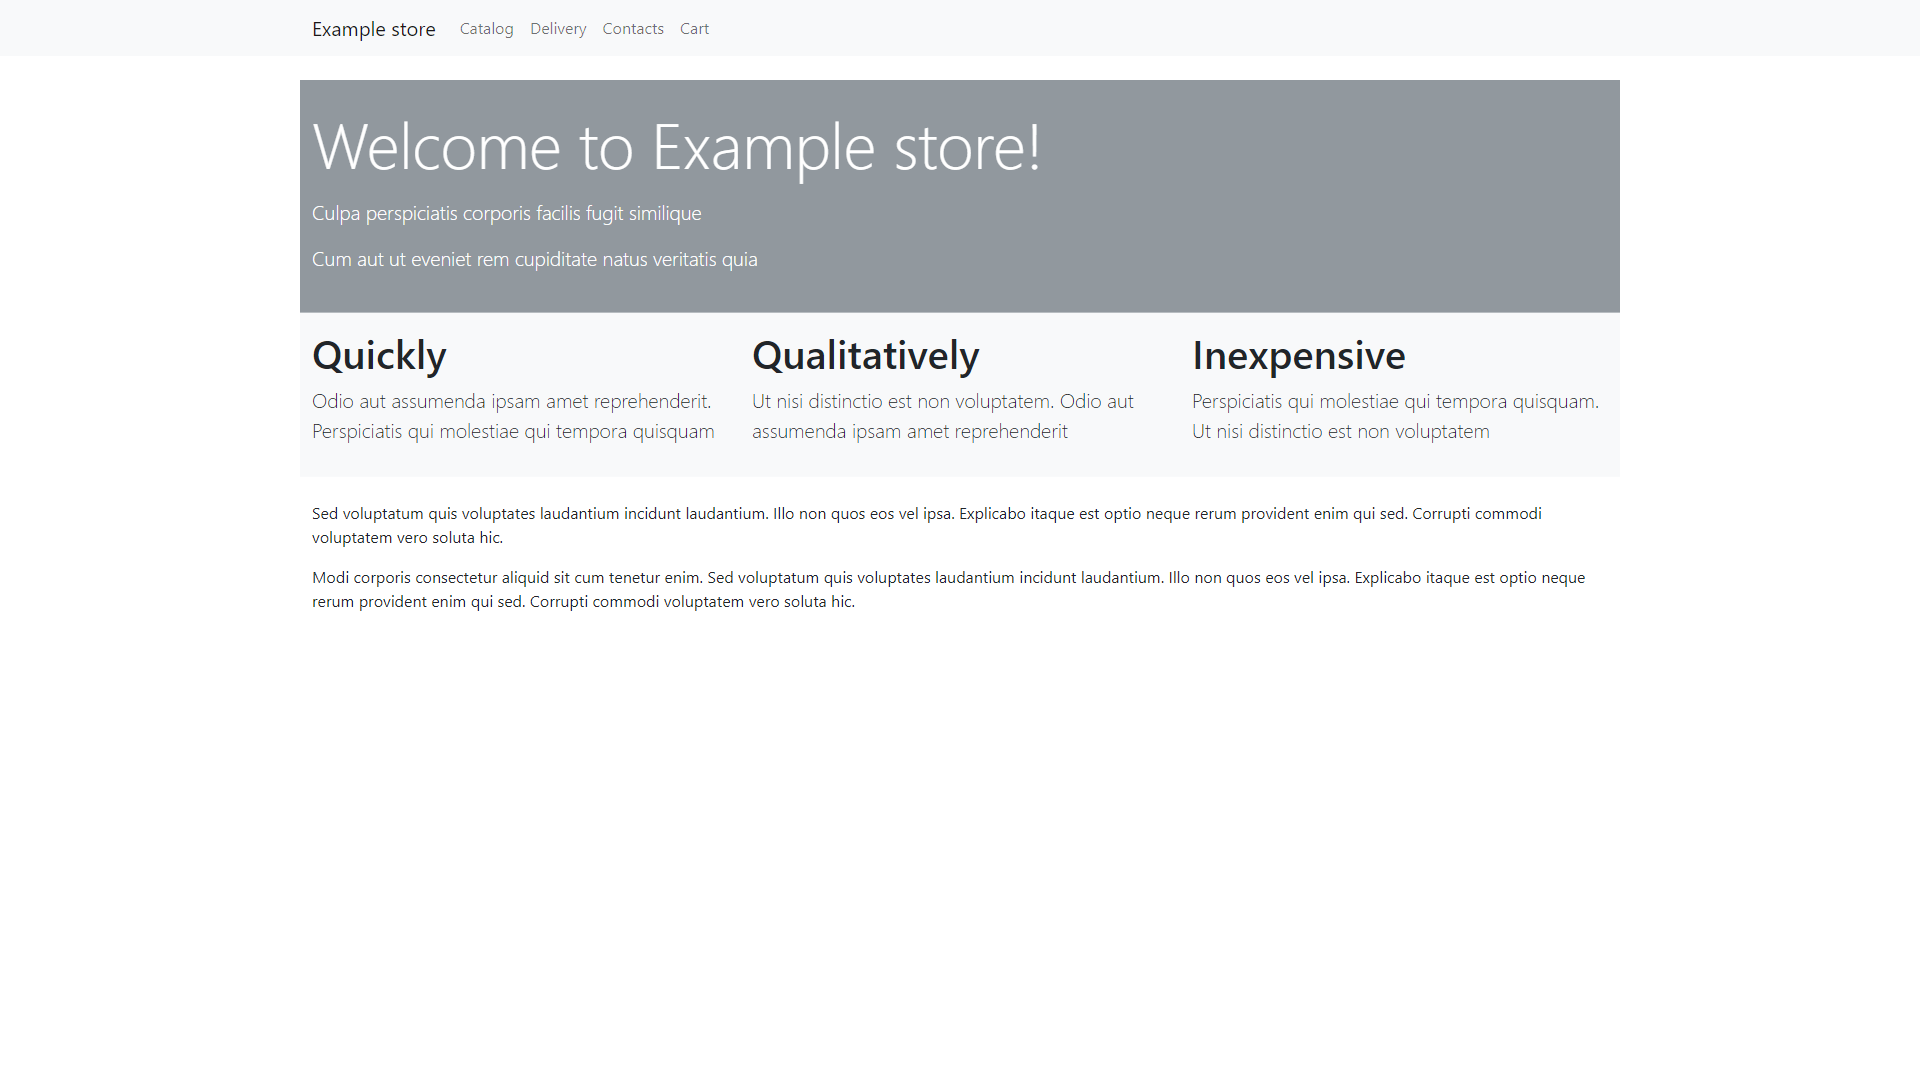 Example store Catalog Delivery Contacts Cart
Welcome to Example store!
Culpa perspiciatis corporis facilis fugit similique
Cum aut ut eveniet rem cupiditate natus veritatis quia
Quickly
Odio aut assumenda ipsam amet reprehenderit.
Perspiciatis qui molestiae qui tempora quisquam
Qualitatively
Ut nisi distinctio est non voluptatem. Odio aut
assumenda ipsam amet reprehenderit
Inexpensive
Perspiciatis qui molestiae qui tempora quisquam.
Ut nisi distinctio est non voluptatem
Sed voluptatum quis voluptates laudantium incidunt laudantium. Illo non quos eos vel ipsa. Explicabo itaque est optio neque rerum provident enim qui sed. Corrupti commodi
voluptatem vero soluta hic.
Modi corporis consectetur aliquid sit cum tenetur enim. Sed voluptatum quis voluptates laudantium incidunt laudantium. Illo non quos eos vel ipsa. Explicabo itaque est optio neque
rerum provident enim qui sed. Corrupti commodi voluptatem vero soluta hic.